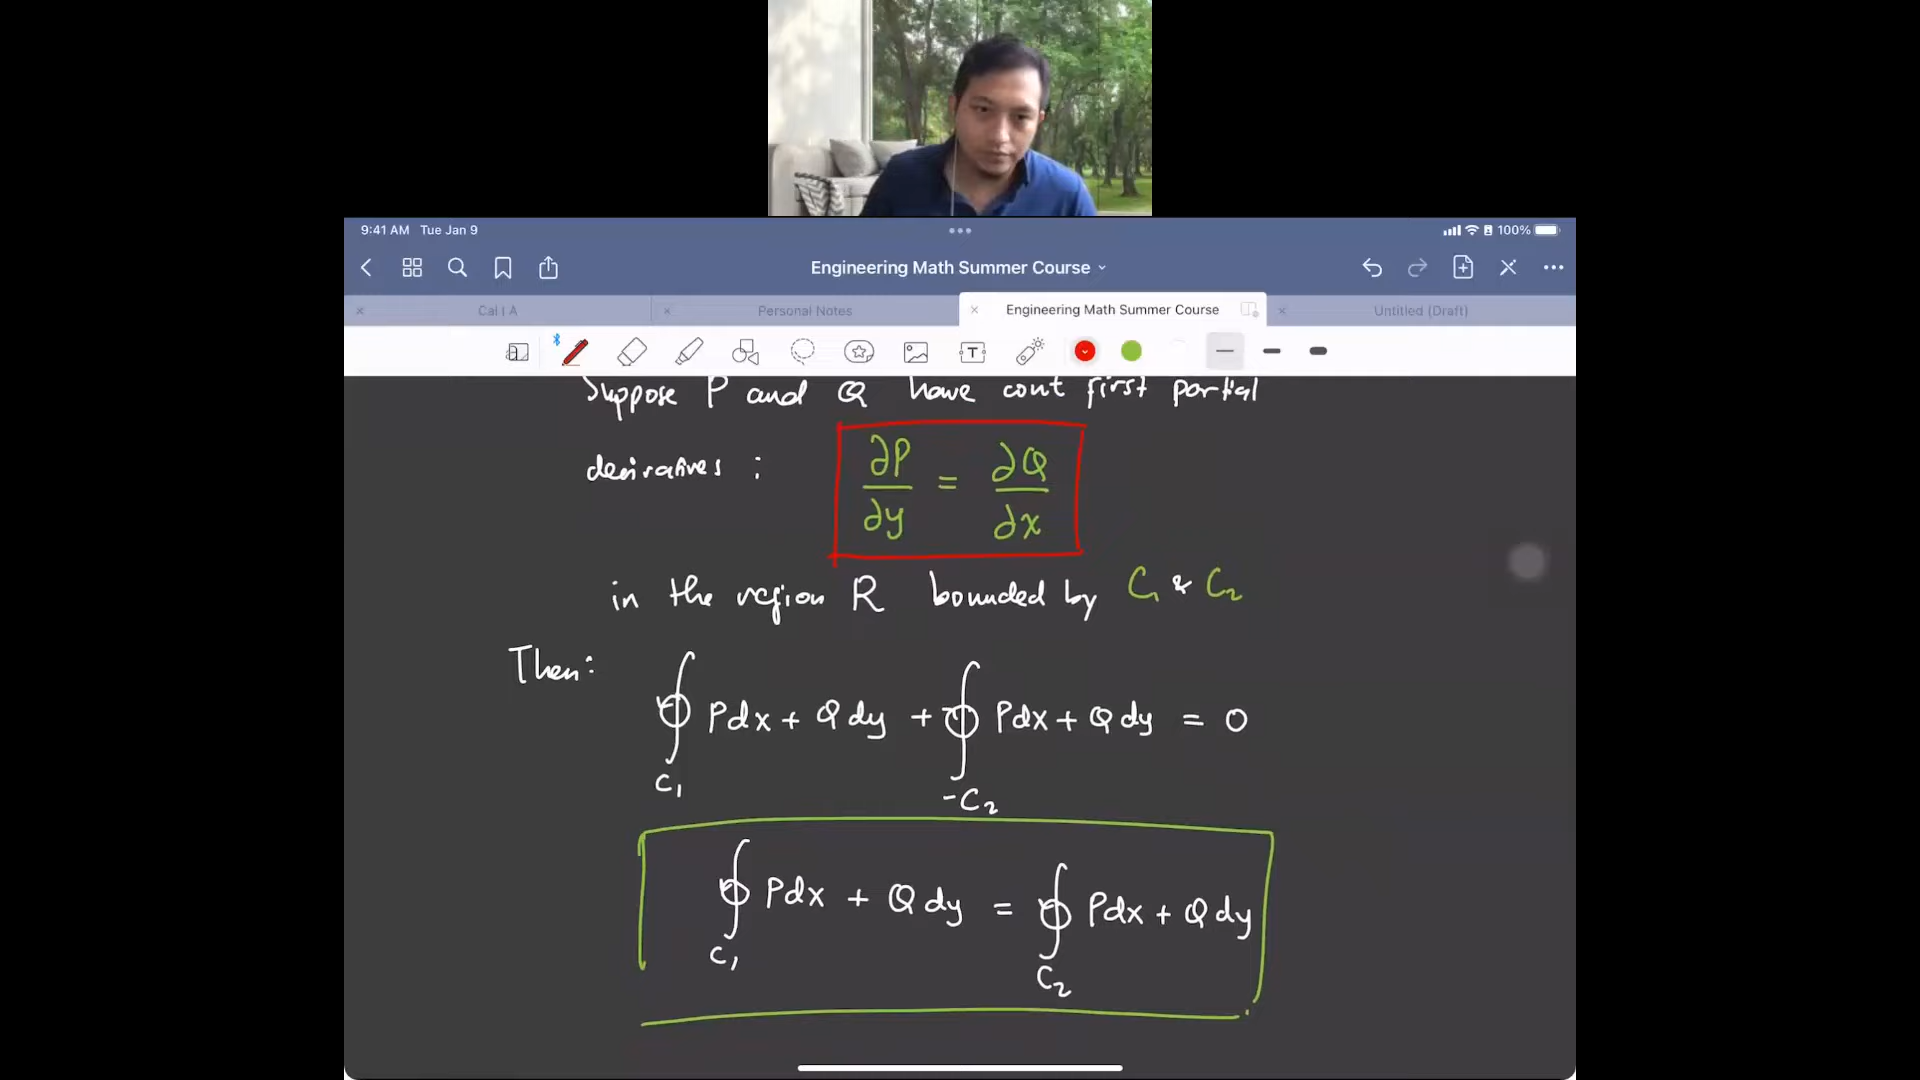 9:41 AM Tue Jan 9
100%
Engineering Math Summer Course
Cal I A
Personal Notes
Engineering Math Summer Course
Untitled (Draft)
Suppose P and Q have cont first partial
derivatives : ∂P/∂y = ∂Q/∂x
in the region R bounded by C₁ & C₂
Then:
∮_{C₁} Pdx + Qdy + ∮_{-C₂} Pdx + Qdy = 0
∮_{C₁} Pdx + Qdy = ∮_{C₂} Pdx + Qdy